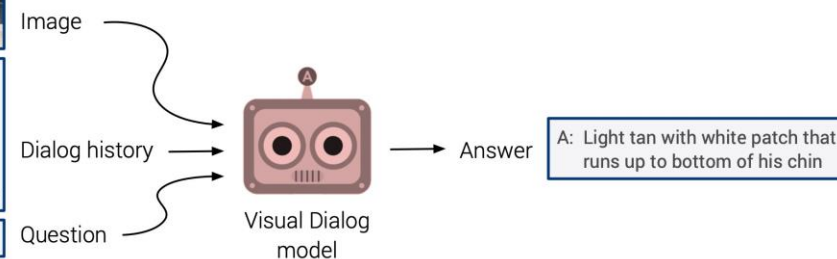 Image
A
Dialog history
Answer
A: Light tan with white patch that
runs up to bottom of his chin
Question
Visual Dialog
model